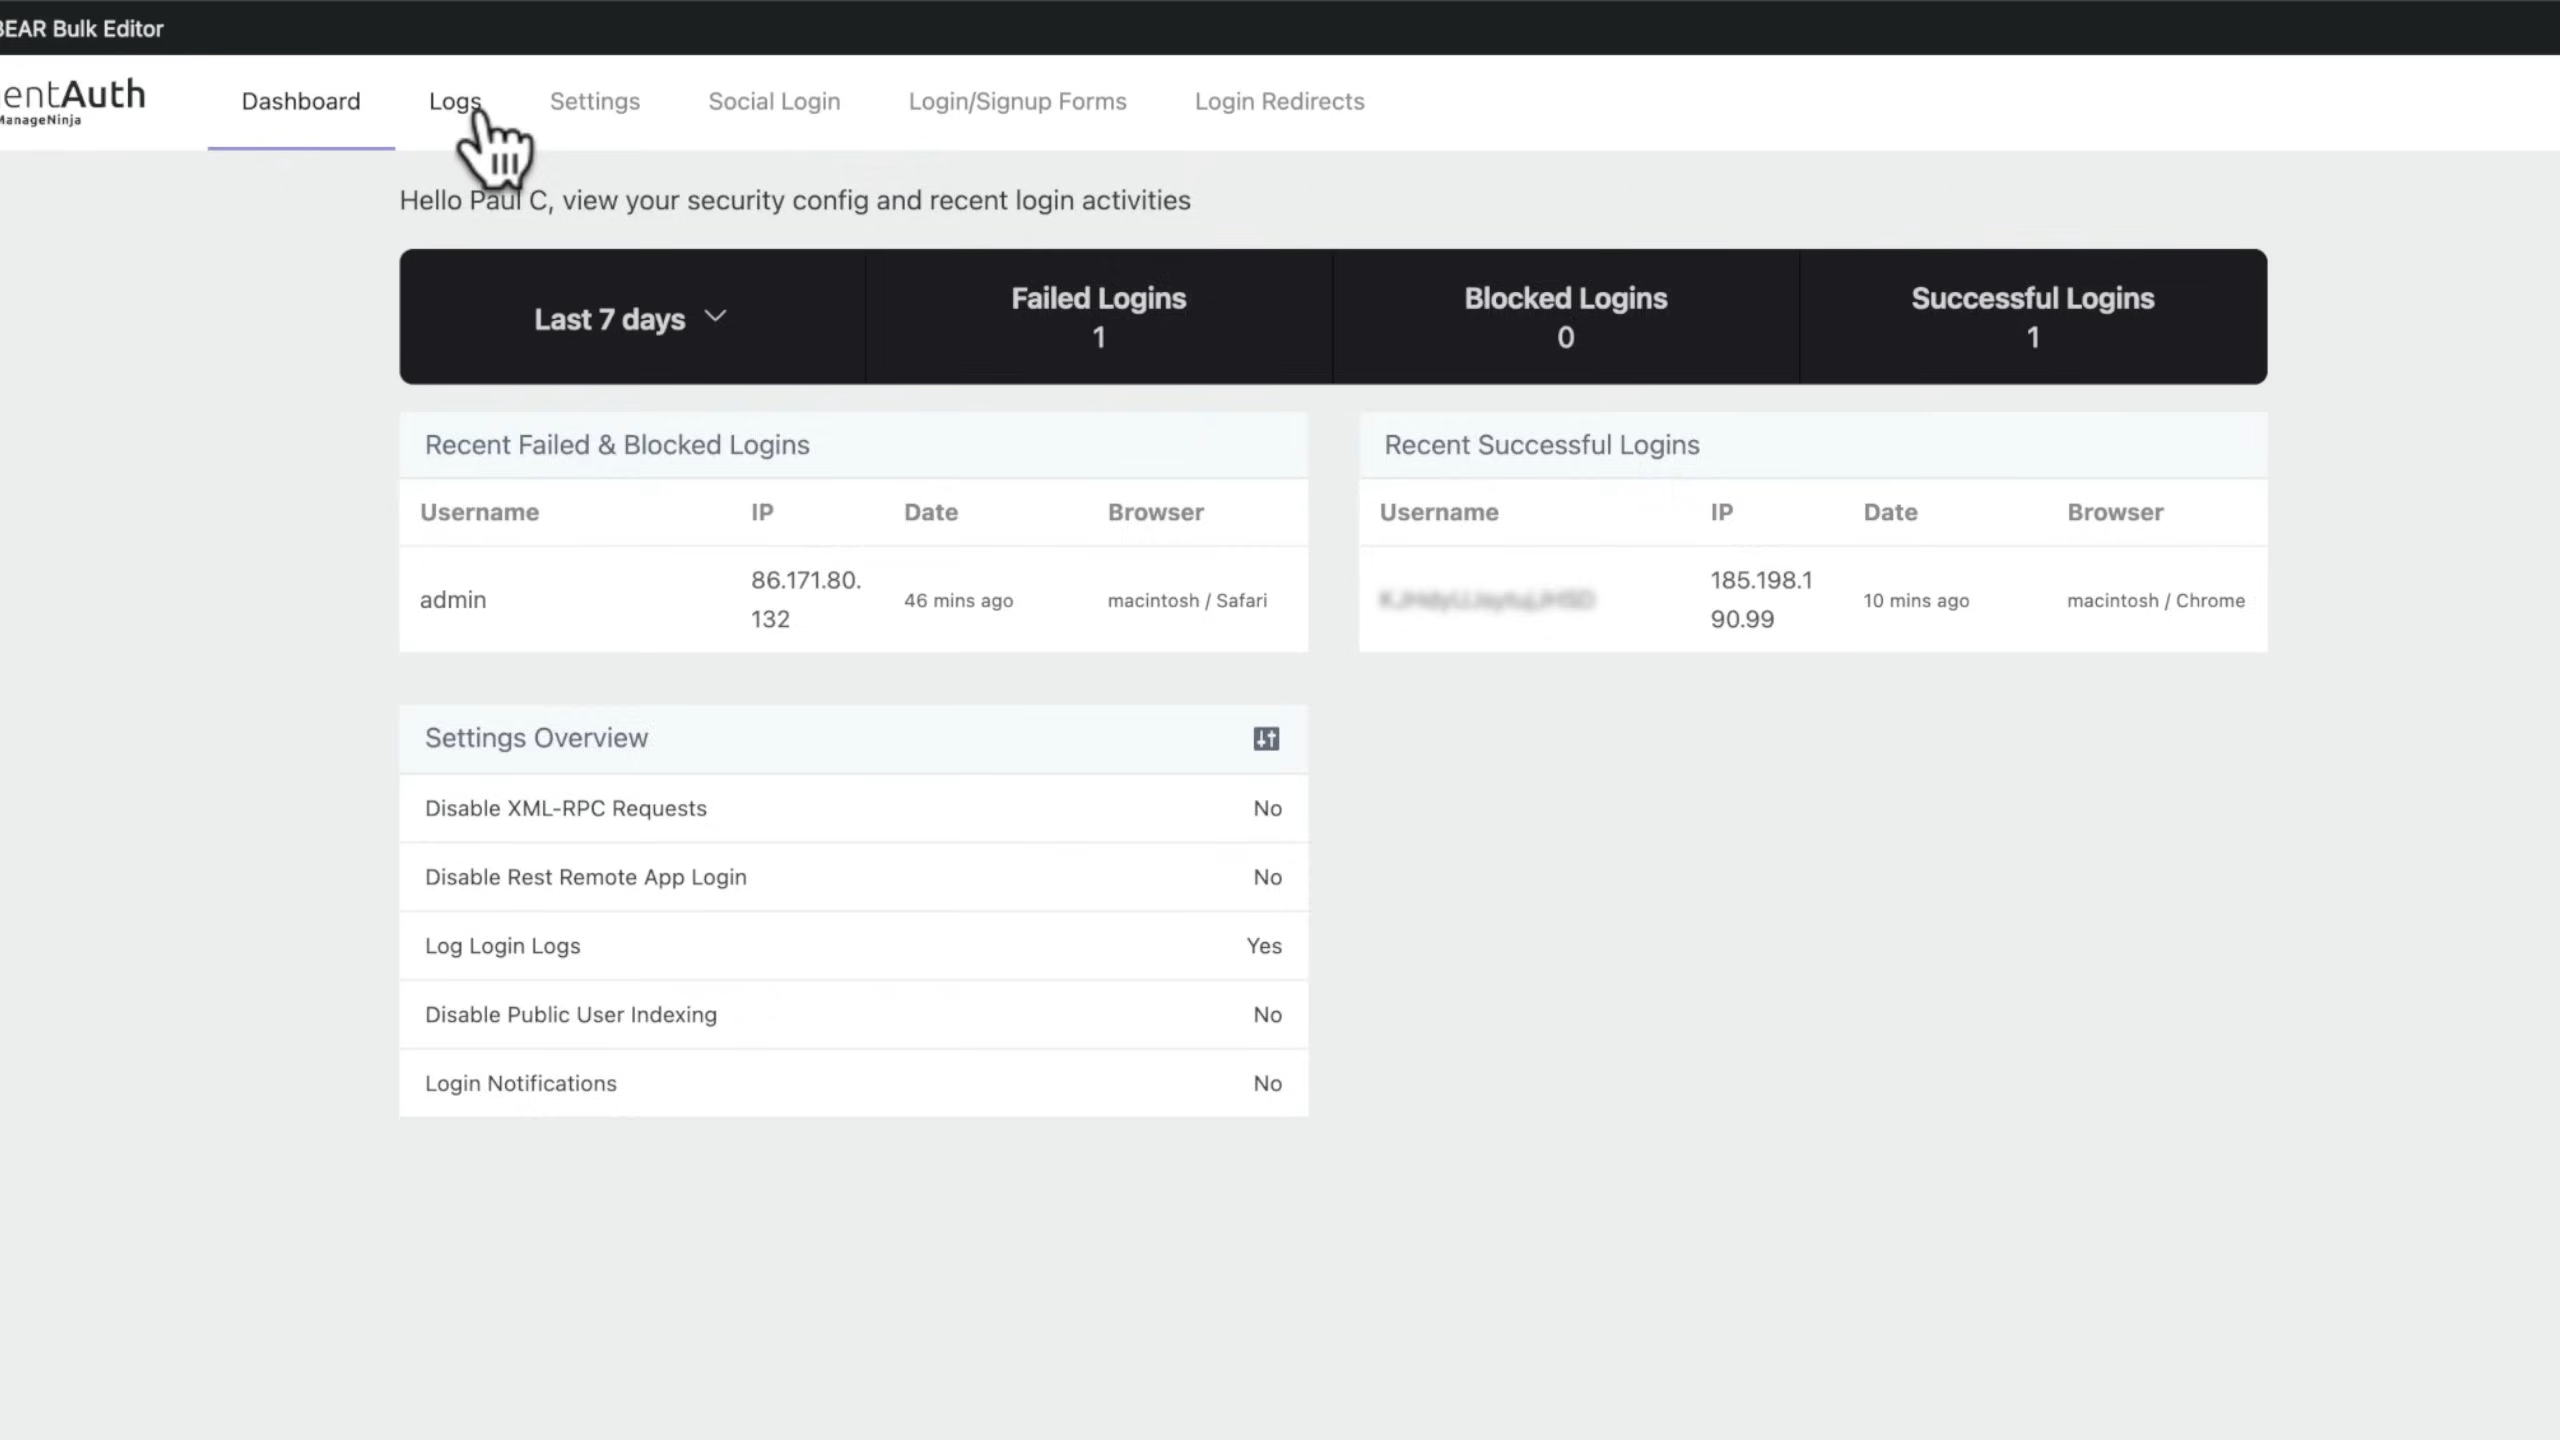 BEAR Bulk Editor
entAuth
ManageNinja
Dashboard
Logs
Settings
Social Login
Login/Signup Forms
Login Redirects
Hello Paul C, view your security config and recent login activities
Last 7 days
Failed Logins
1
Blocked Logins
0
Successful Logins
1
Recent Failed & Blocked Logins
Username IP Date Browser
admin 86.171.80.
132 46 mins ago macintosh / Safari
Recent Successful Logins
Username IP Date Browser
185.198.1
90.99 10 mins ago macintosh / Chrome
Settings Overview
Disable XML-RPC Requests No
Disable Rest Remote App Login No
Log Login Logs Yes
Disable Public User Indexing No
Login Notifications No